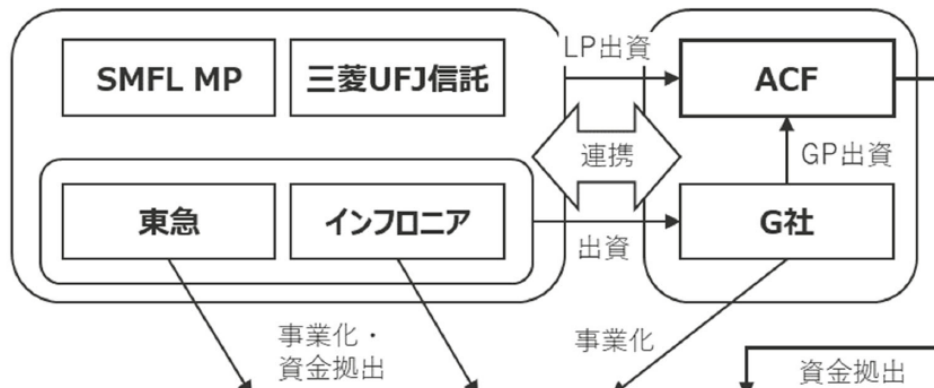 LP出資
SMFL MP
三菱UFJ信託
ACF
連携
GP出資
東急
インフロニア
G社
出資
事業化・
資金拠出
事業化
資金拠出